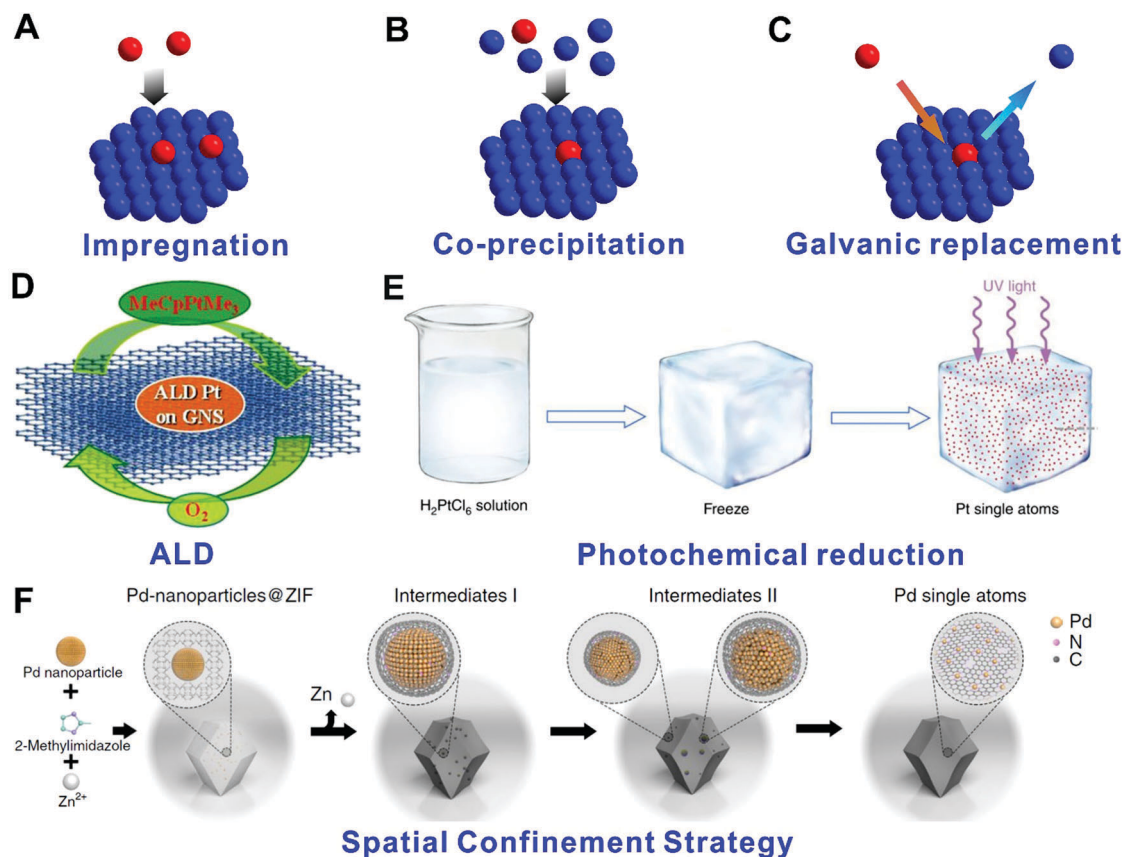 A
B
C
Impregnation
Co-precipitation
Galvanic replacement
D
MeCpPtMe₃
ALD Pt
on GNS
O₂
ALD
E
UV light
H₂PtCl₆ solution
Freeze
Pt single atoms
Photochemical reduction
F
Pd-nanoparticles@ZIF
Intermediates I
Intermediates II
Pd single atoms
Pd nanoparticle
+
2-Methylimidazole
+
Zn²⁺
Zn
Pd
N
C
Spatial Confinement Strategy